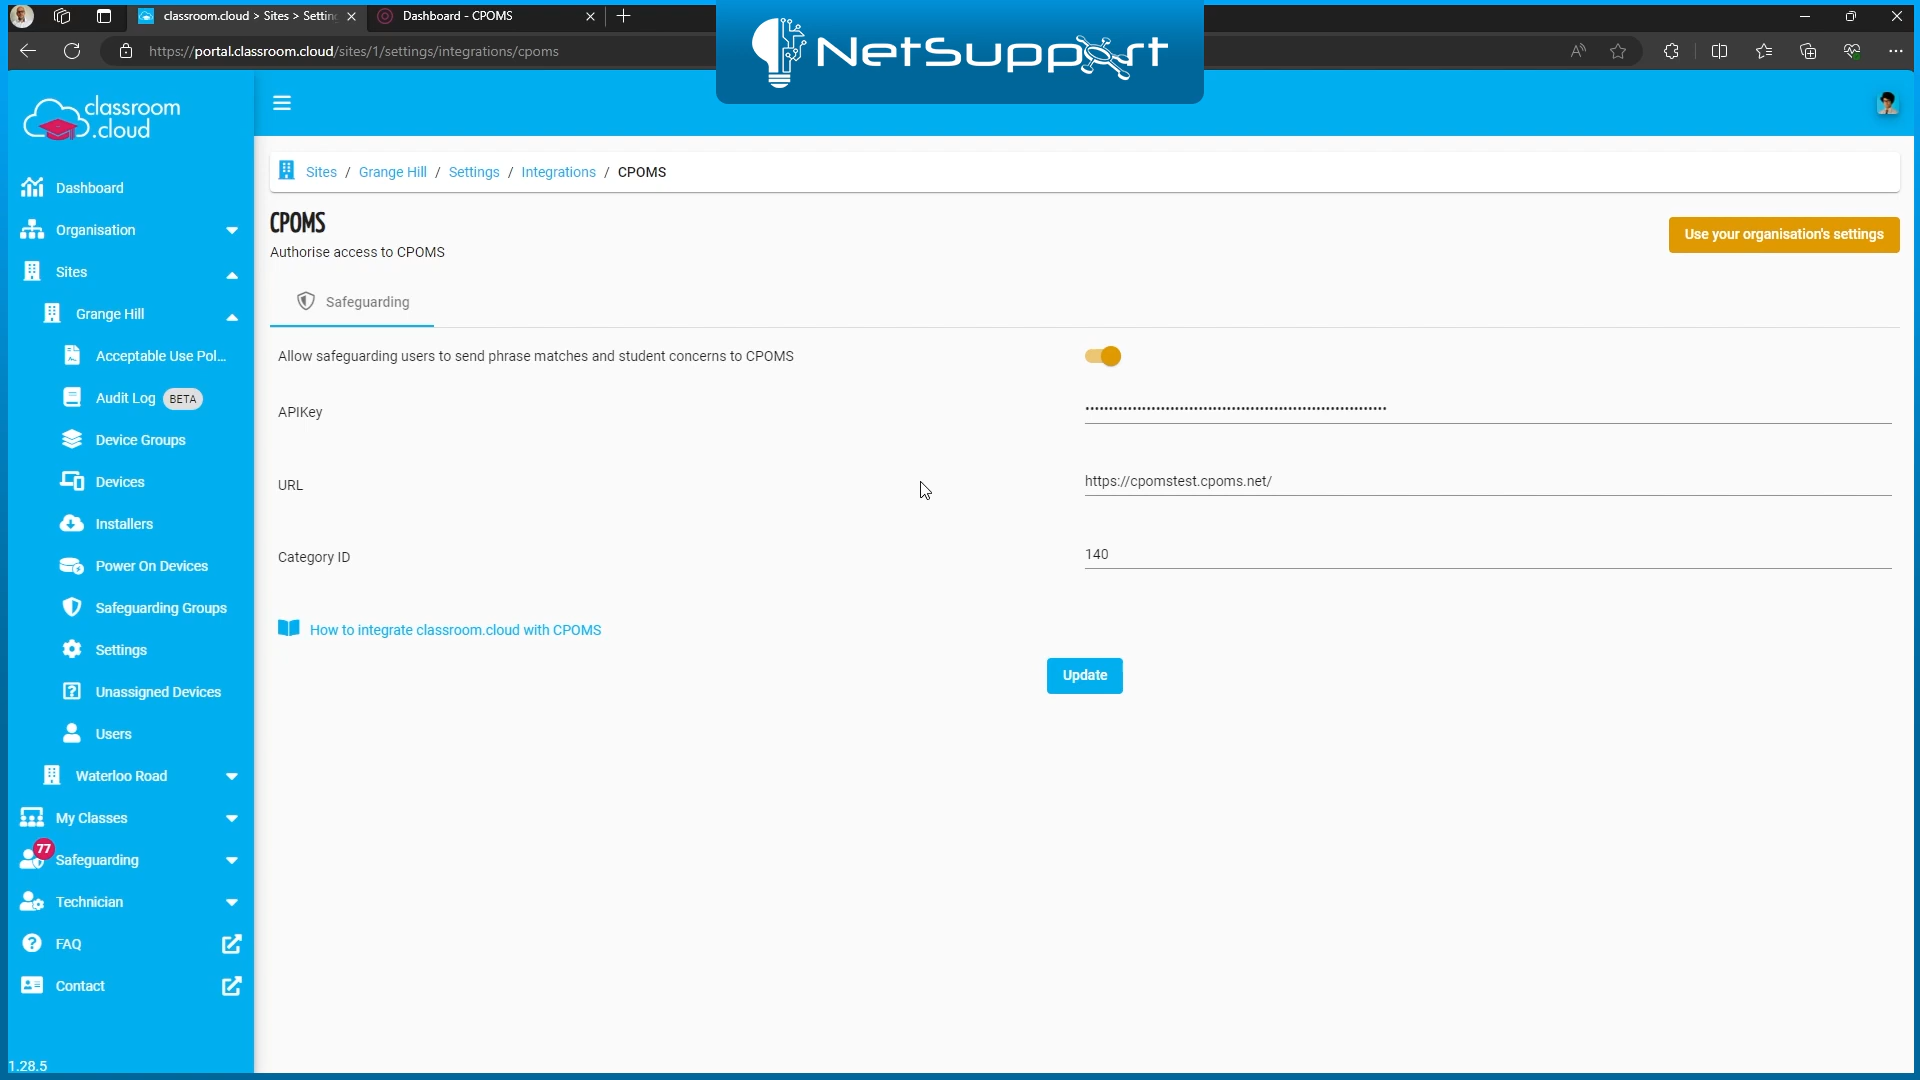 classroom.cloud > Sites > Settin
Dashboard - CPOMS
https://portal.classroom.cloud/sites/1/settings/integrations/cpoms
NetSupport
classroom
.cloud
Dashboard
Organisation
Sites
Grange Hill
Acceptable Use Pol...
Audit Log BETA
Device Groups
Devices
Installers
Power On Devices
Safeguarding Groups
Settings
Unassigned Devices
Users
Waterloo Road
My Classes
77
Safeguarding
Technician
FAQ
Contact
1.28.5
Sites / Grange Hill / Settings / Integrations / CPOMS
CPOMS
Authorise access to CPOMS
Use your organisation's settings
Safeguarding
Allow safeguarding users to send phrase matches and student concerns to CPOMS
APIKey
URL
https://cpomstest.cpoms.net/
Category ID
140
How to integrate classroom.cloud with CPOMS
Update